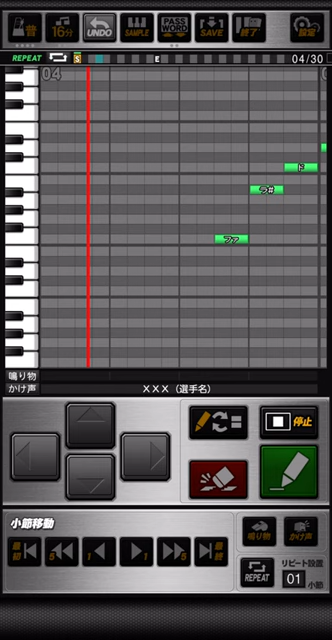 普 16分 UNDO SAMPLE PASS WORD SAVE 終了 設定
REPEAT S E 04/30
04
ド
ラ#
ファ
鳴り物
かけ声 XXX（選手名）
停止
小節移動
最初 5 1 1 5 最終
鳴り物 かけ声
REPEAT リピート設定
01 小節